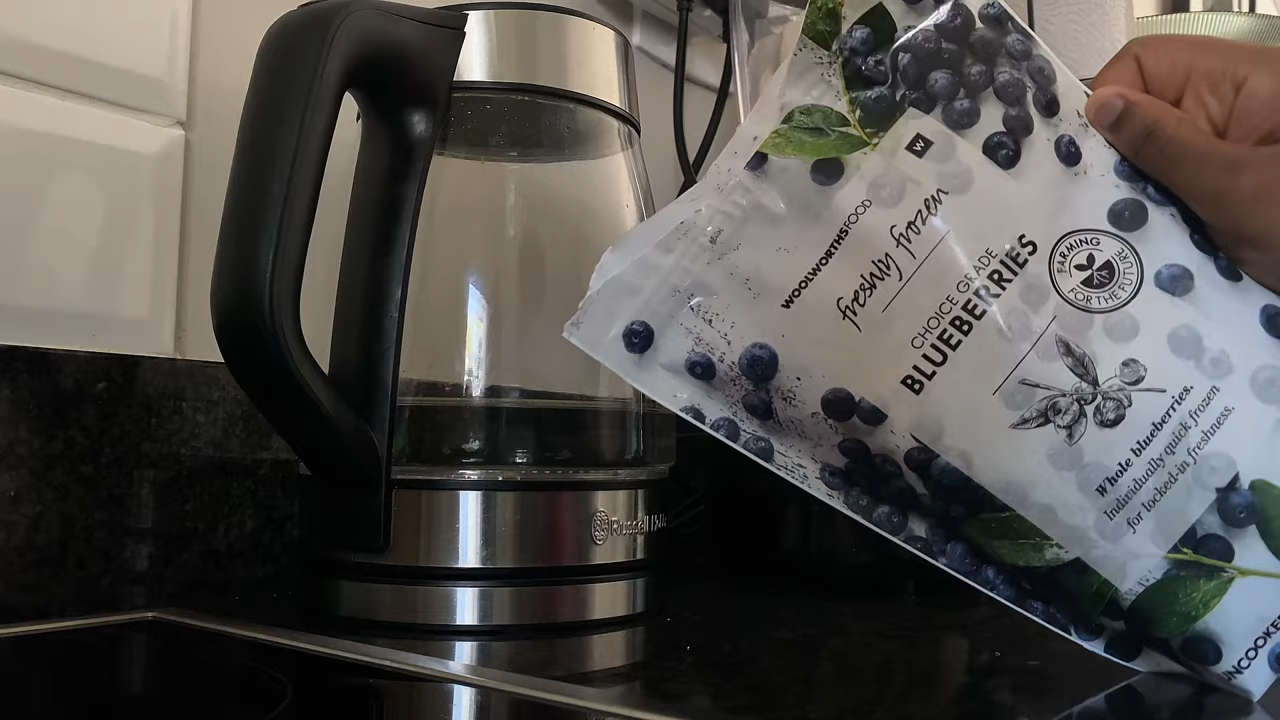 W
WOOLWORTHSFOOD
freshly frozen
CHOICE GRADE
BLUEBERRIES
FARMING
FOR THE FUTURE
Whole blueberries.
Individually quick frozen
for locked-in freshness.
Russell